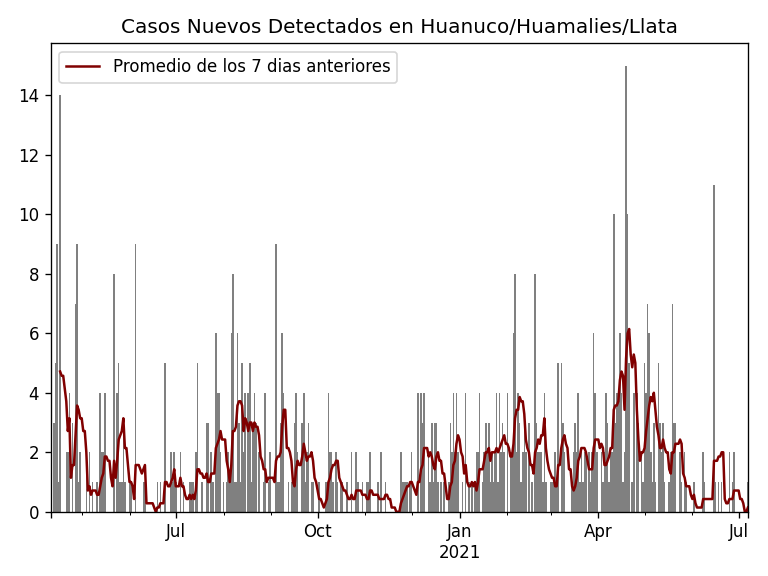 Casos Nuevos Detectados en Huanuco/Huamalies/Llata
Promedio de los 7 dias anteriores
14
12
10
8
6
4
2
0
Jul
Oct
Jan
Apr
Jul
2021